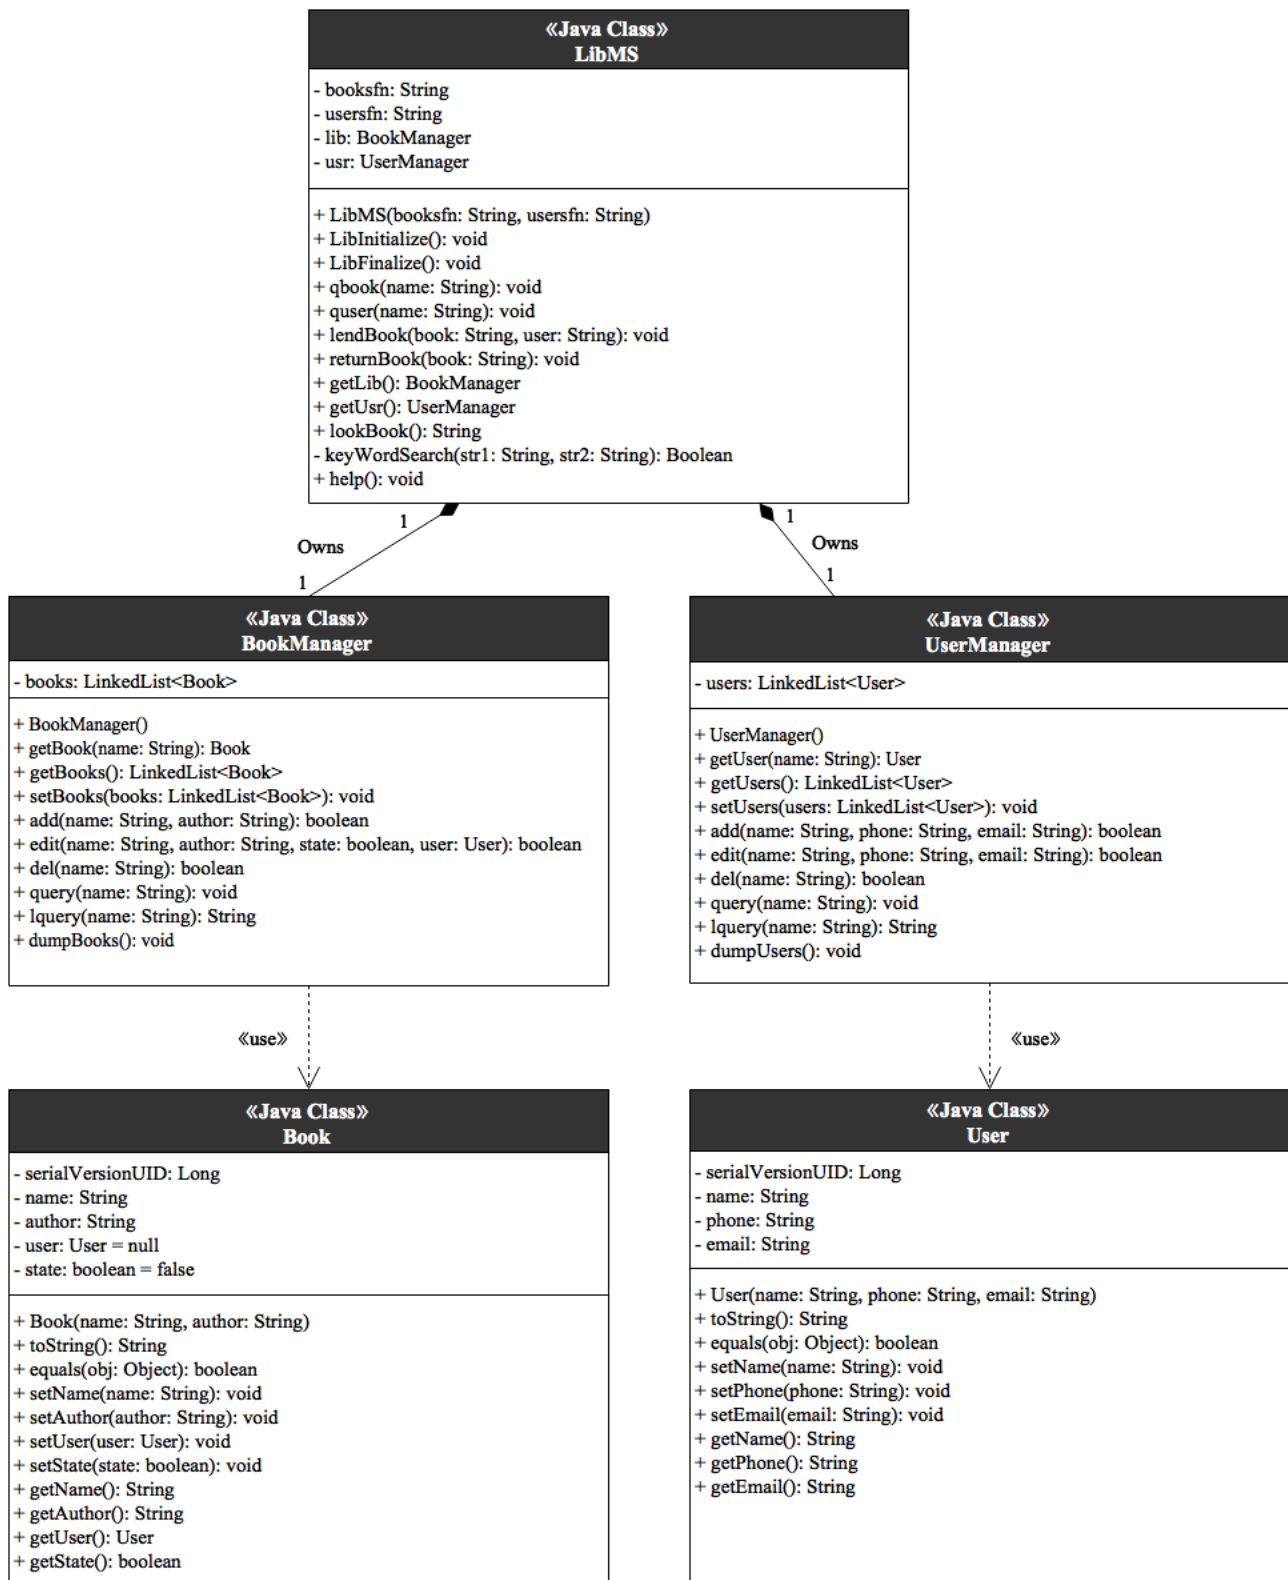 《Java Class》
LibMS
- booksfn: String
- usersfn: String
- lib: BookManager
- usr: UserManager
+ LibMS(booksfn: String, usersfn: String)
+ LibInitialize(): void
+ LibFinalize(): void
+ qbook(name: String): void
+ quser(name: String): void
+ lendBook(book: String, user: String): void
+ returnBook(book: String): void
+ getLib(): BookManager
+ getUsr(): UserManager
+ lookBook(): String
- keyWordSearch(str1: String, str2: String): Boolean
+ help(): void
1
Owns
1
1
Owns
1
《Java Class》
BookManager
- books: LinkedList<Book>
+ BookManager()
+ getBook(name: String): Book
+ getBooks(): LinkedList<Book>
+ setBooks(books: LinkedList<Book>): void
+ add(name: String, author: String): boolean
+ edit(name: String, author: String, state: boolean, user: User): boolean
+ del(name: String): boolean
+ query(name: String): void
+ lquery(name: String): String
+ dumpBooks(): void
《Java Class》
UserManager
- users: LinkedList<User>
+ UserManager()
+ getUser(name: String): User
+ getUsers(): LinkedList<User>
+ setUsers(users: LinkedList<User>): void
+ add(name: String, phone: String, email: String): boolean
+ edit(name: String, phone: String, email: String): boolean
+ del(name: String): boolean
+ query(name: String): void
+ lquery(name: String): String
+ dumpUsers(): void
《use》
《use》
《Java Class》
Book
- serialVersionUID: Long
- name: String
- author: String
- user: User = null
- state: boolean = false
+ Book(name: String, author: String)
+ toString(): String
+ equals(obj: Object): boolean
+ setName(name: String): void
+ setAuthor(author: String): void
+ setUser(user: User): void
+ setState(state: boolean): void
+ getName(): String
+ getAuthor(): String
+ getUser(): User
+ getState(): boolean
《Java Class》
User
- serialVersionUID: Long
- name: String
- phone: String
- email: String
+ User(name: String, phone: String, email: String)
+ toString(): String
+ equals(obj: Object): boolean
+ setName(name: String): void
+ setPhone(phone: String): void
+ setEmail(email: String): void
+ getName(): String
+ getPhone(): String
+ getEmail(): String